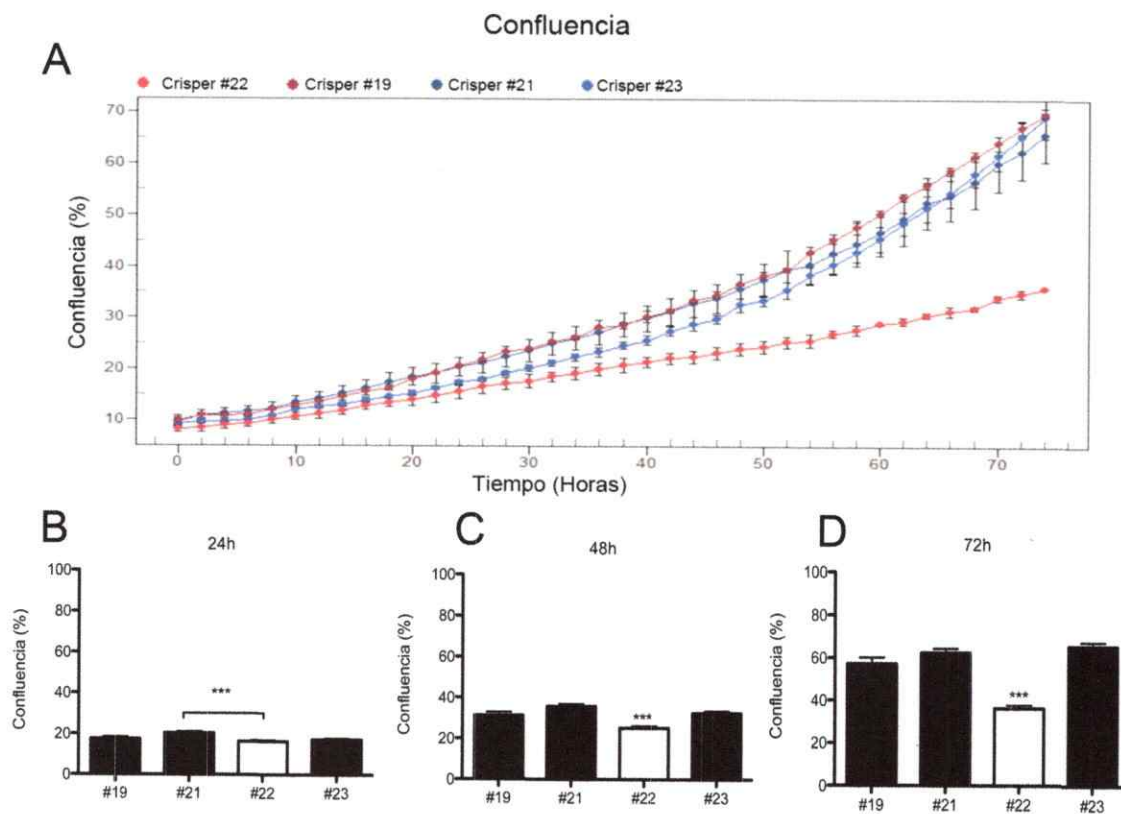 Confluencia
A
Crisper #22 Crisper #19 Crisper #21 Crisper #23
Confluencia (%)
70
60
50
40
30
20
10
0 10 20 30 40 50 60 70
Tiempo (Horas)
B
24h
Confluencia (%)
100
80
60
40
20
0
***
#19 #21 #22 #23
C
48h
Confluencia (%)
100
80
60
40
20
0
***
#19 #21 #22 #23
D
72h
Confluencia (%)
100
80
60
40
20
0
***
#19 #21 #22 #23